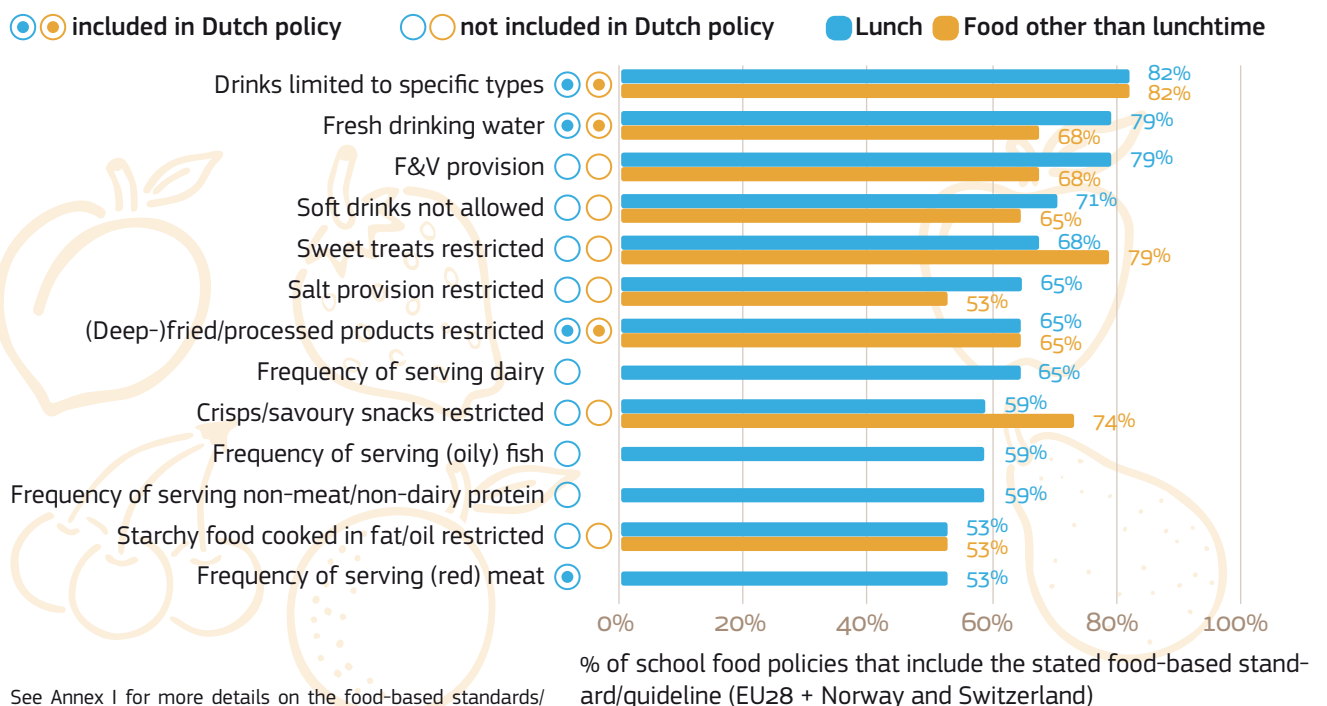 included in Dutch policy not included in Dutch policy Lunch Food other than lunchtime
Drinks limited to specific types 82%
82%
Fresh drinking water 79%
68%
F&V provision 79%
68%
Soft drinks not allowed 71%
65%
Sweet treats restricted 68%
79%
Salt provision restricted 65%
53%
(Deep-)fried/processed products restricted 65%
65%
Frequency of serving dairy 65%
Crisps/savoury snacks restricted 59%
74%
Frequency of serving (oily) fish 59%
Frequency of serving non-meat/non-dairy protein 59%
Starchy food cooked in fat/oil restricted 53%
53%
Frequency of serving (red) meat 53%
0% 20% 40% 60% 80% 100%
% of school food policies that include the stated food-based stand-
ard/guideline (EU28 + Norway and Switzerland)
See Annex I for more details on the food-based standards/